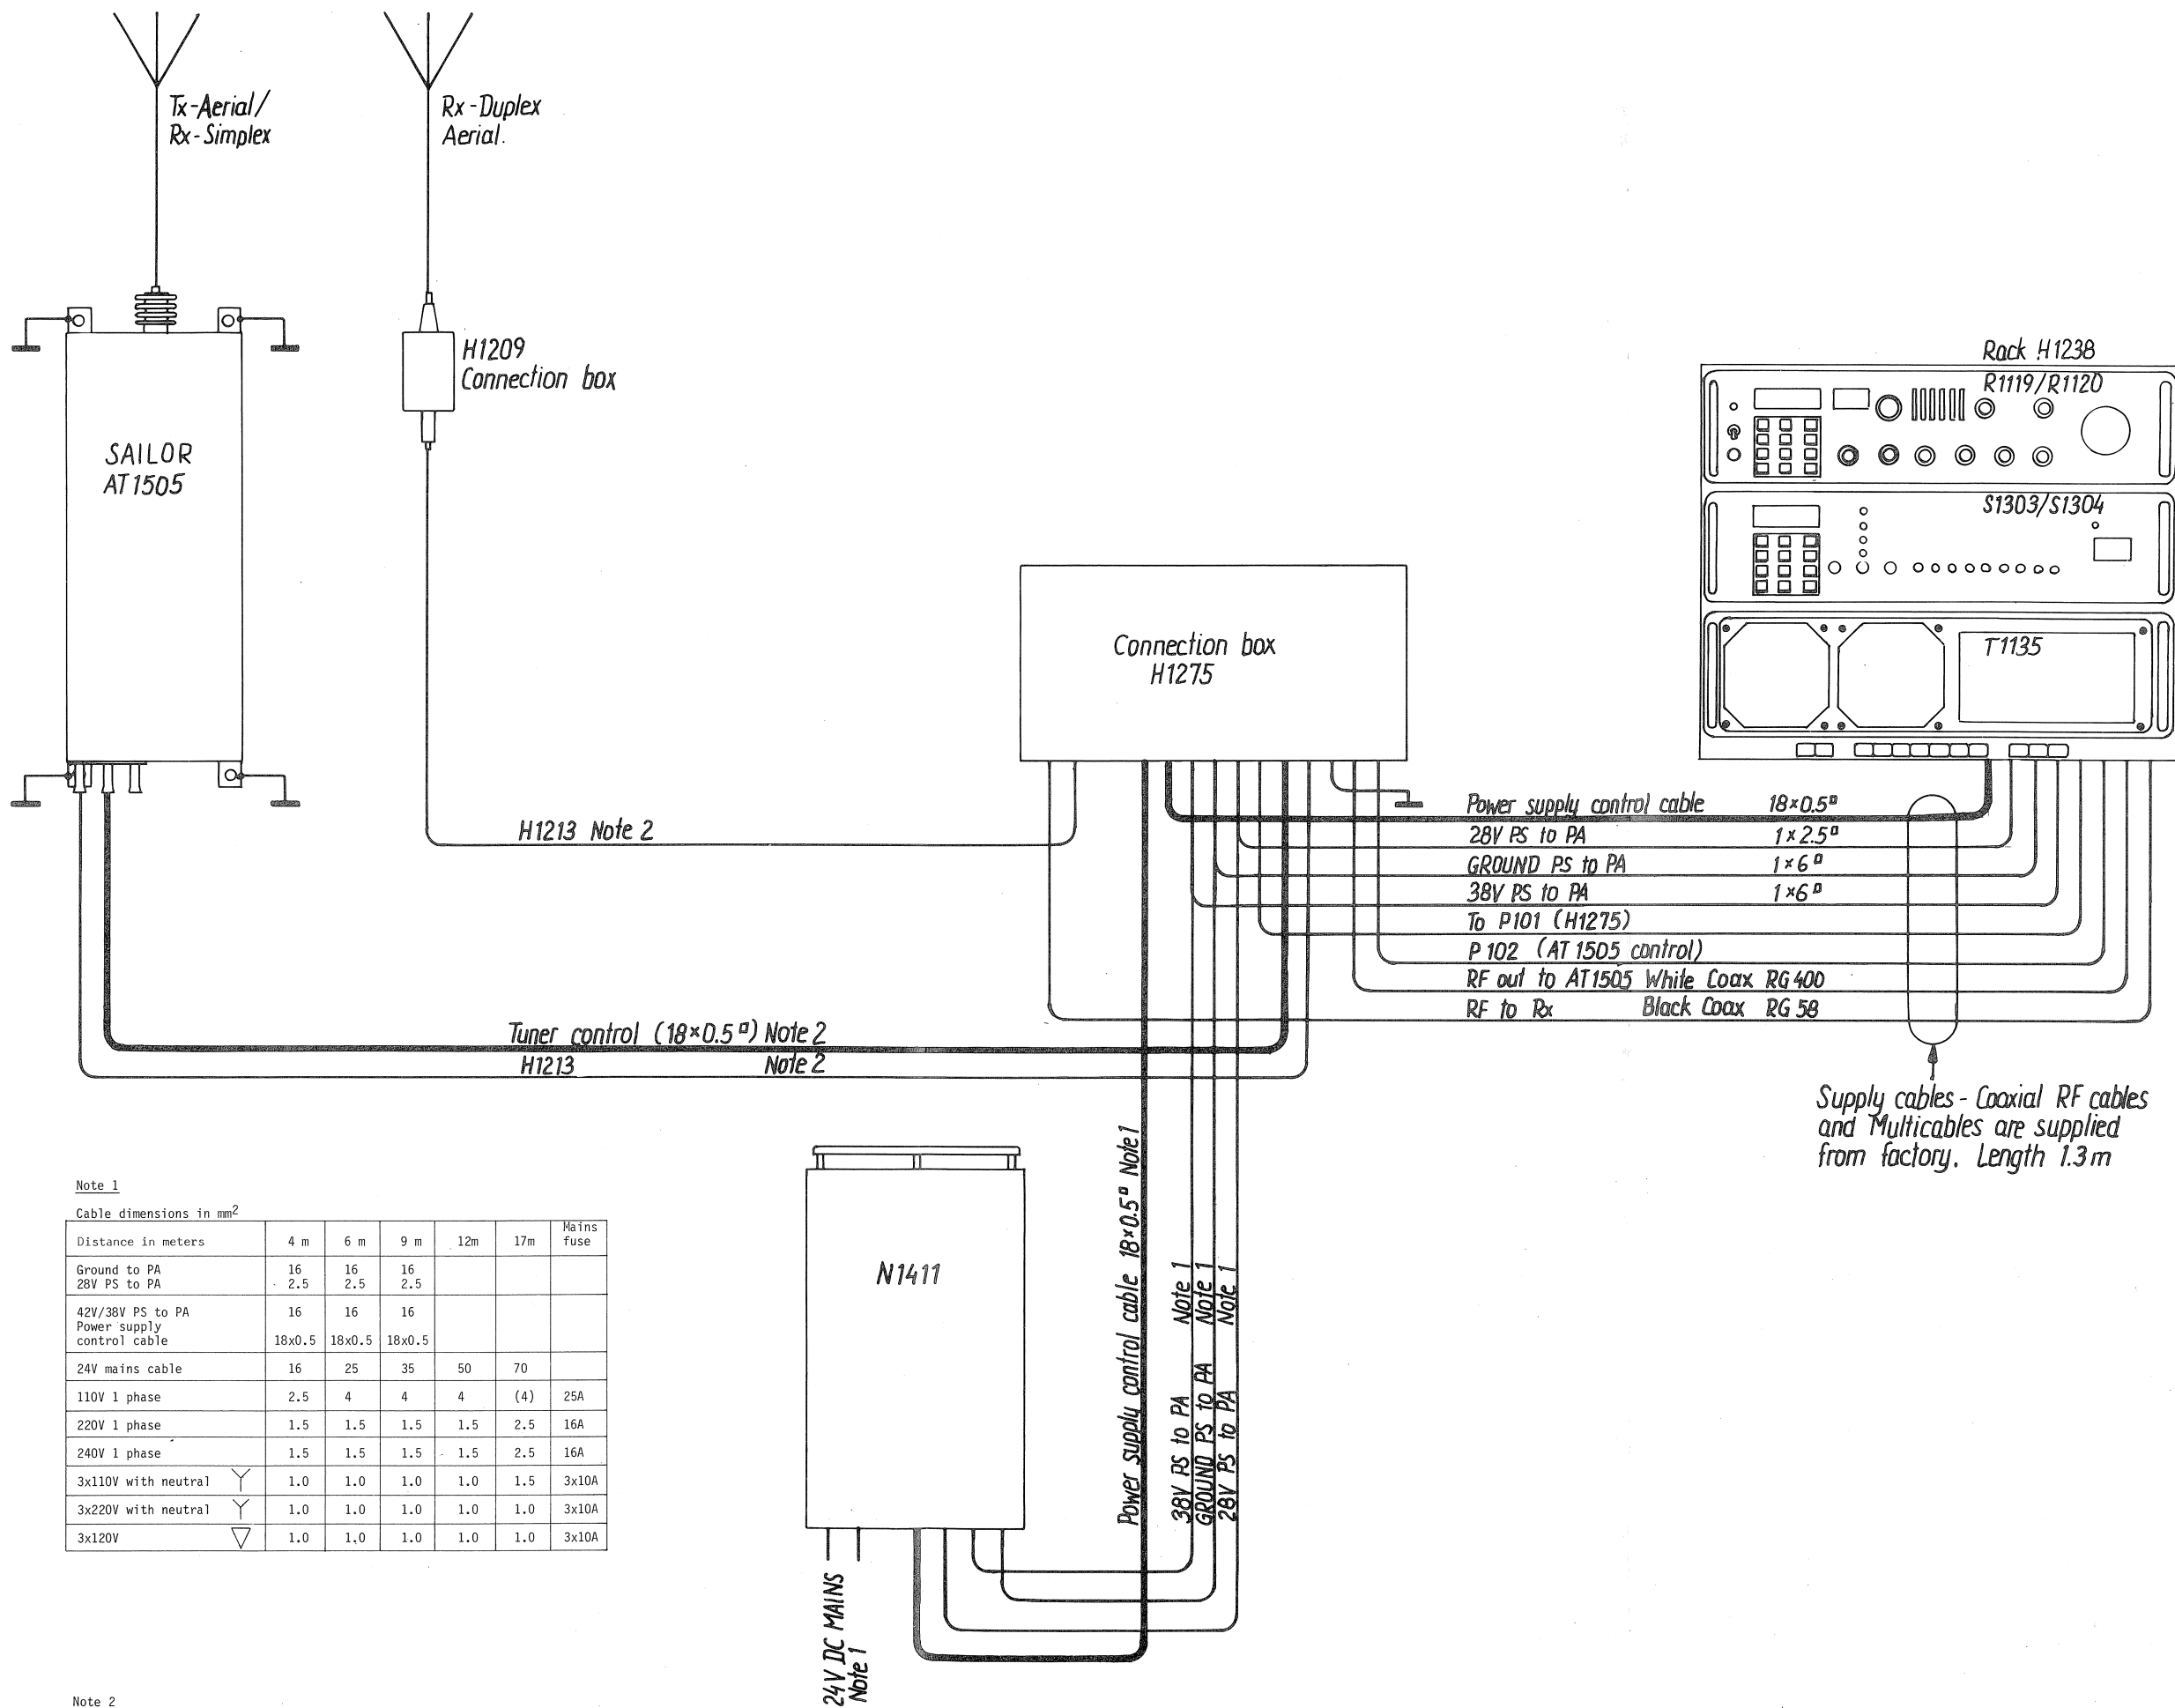 Tx-Aerial/
Rx-Simplex
Rx-Duplex
Aerial.
H1209
Connection box
SAILOR
AT1505
Rack H1238
R1119/R1120
S1303/S1304
T1135
Connection box
H1275
Power supply control cable 18×0.5¤
28V PS to PA 1×2.5¤
GROUND PS to PA 1×6¤
38V PS to PA 1×6¤
To P101 (H1275)
P102 (AT1505 control)
RF out to AT1505 White Coax RG400
RF to Rx Black Coax RG58
H1213 Note 2
Tuner control (18×0.5¤) Note 2
H1213 Note 2
Supply cables - Coaxial RF cables
and Multicables are supplied
from factory. Length 1.3m
N1411
24V DC MAINS
Note 1
Power supply control cable 18×0.5¤ Note 1
38V PS to PA Note 1
GROUND PS to PA Note 1
28V PS to PA Note 1
Note 1
Cable dimensions in mm2
Distance in meters 4 m 6 m 9 m 12m 17m Mains fuse
Ground to PA 16 16 16
28V PS to PA 2.5 2.5 2.5
42V/38V PS to PA 16 16 16
Power supply
control cable 18x0.5 18x0.5 18x0.5
24V mains cable 16 25 35 50 70
110V 1 phase 2.5 4 4 4 (4) 25A
220V 1 phase 1.5 1.5 1.5 1.5 2.5 16A
240V 1 phase 1.5 1.5 1.5 1.5 2.5 16A
3x110V with neutral 1.0 1.0 1.0 1.0 1.5 3x10A
3x220V with neutral 1.0 1.0 1.0 1.0 1.0 3x10A
3x120V 1.0 1.0 1.0 1.0 1.0 3x10A
Note 2